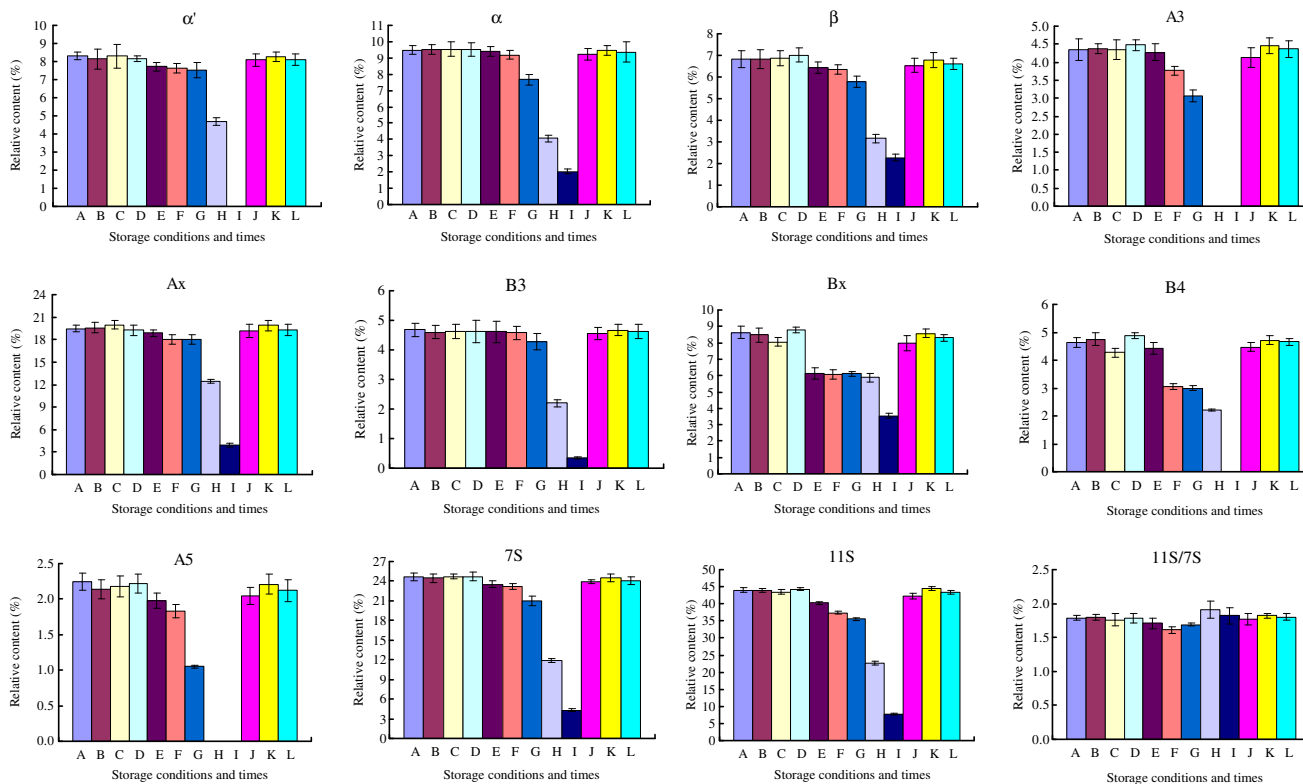 α'
Relative content (%)
10
9
8
7
6
5
4
3
2
1
0
A B C D E F G H I J K L
Storage conditions and times
α
Relative content (%)
11
10
9
8
7
6
5
4
3
2
1
0
A B C D E F G H I J K L
Storage conditions and times
β
Relative content (%)
8
7
6
5
4
3
2
1
0
A B C D E F G H I J K L
Storage conditions and times
A3
Relative content (%)
5.0
4.5
4.0
3.5
3.0
2.5
2.0
1.5
1.0
0.5
0.0
A B C D E F G H I J K L
Storage conditions and times
Ax
Relative content (%)
24
21
18
15
12
9
6
3
0
A B C D E F G H I J K L
Storage conditions and times
B3
Relative content (%)
6
5
4
3
2
1
0
A B C D E F G H I J K L
Storage conditions and times
Bx
Relative content (%)
10
9
8
7
6
5
4
3
2
1
0
A B C D E F G H I J K L
Storage conditions and times
B4
Relative content (%)
6
5
4
3
2
1
0
A B C D E F G H I J K L
Storage conditions and times
A5
Relative content (%)
2.5
2.0
1.5
1.0
0.5
0.0
A B C D E F G H I J K L
Storage conditions and times
7S
Relative content (%)
27
24
21
18
15
12
9
6
3
0
A B C D E F G H I J K L
Storage conditions and times
11S
Relative content (%)
50
45
40
35
30
25
20
15
10
5
0
A B C D E F G H I J K L
Storage conditions and times
11S/7S
Relative content (%)
2.5
2.0
1.5
1.0
0.5
0.0
A B C D E F G H I J K L
Storage conditions and times